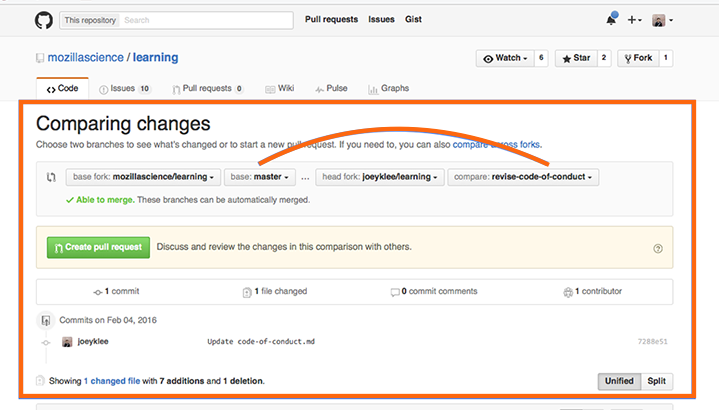 This repository Search Pull requests Issues Gist
mozillascience / learning Watch 6 Star 2 Fork 1
Code Issues 10 Pull requests 0 Wiki Pulse Graphs
Comparing changes
Choose two branches to see what's changed or to start a new pull request. If you need to, you can also compare across forks.
base fork: mozillascience/learning base: master ... head fork: joeyklee/learning compare: revise-code-of-conduct
Able to merge. These branches can be automatically merged.
Create pull request Discuss and review the changes in this comparison with others.
1 commit 1 file changed 0 commit comments 1 contributor
Commits on Feb 04, 2016
joeyklee Update code-of-conduct.md 7288e51
Showing 1 changed file with 7 additions and 1 deletion. Unified Split